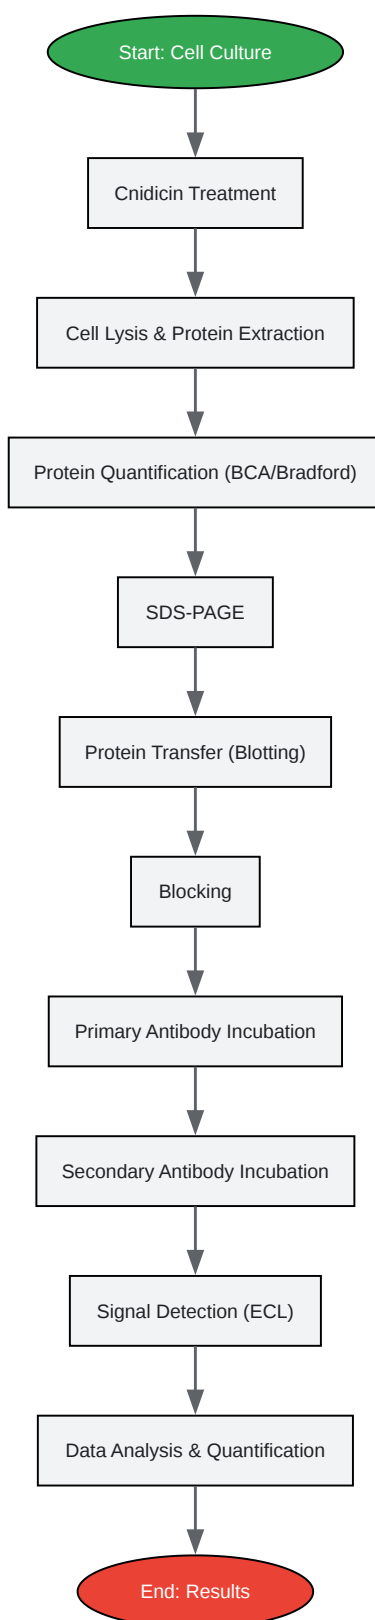 Start: Cell Culture
Cnidicin Treatment
Cell Lysis & Protein Extraction
Protein Quantification (BCA/Bradford)
SDS-PAGE
Protein Transfer (Blotting)
Blocking
Primary Antibody Incubation
Secondary Antibody Incubation
Signal Detection (ECL)
Data Analysis & Quantification
End: Results